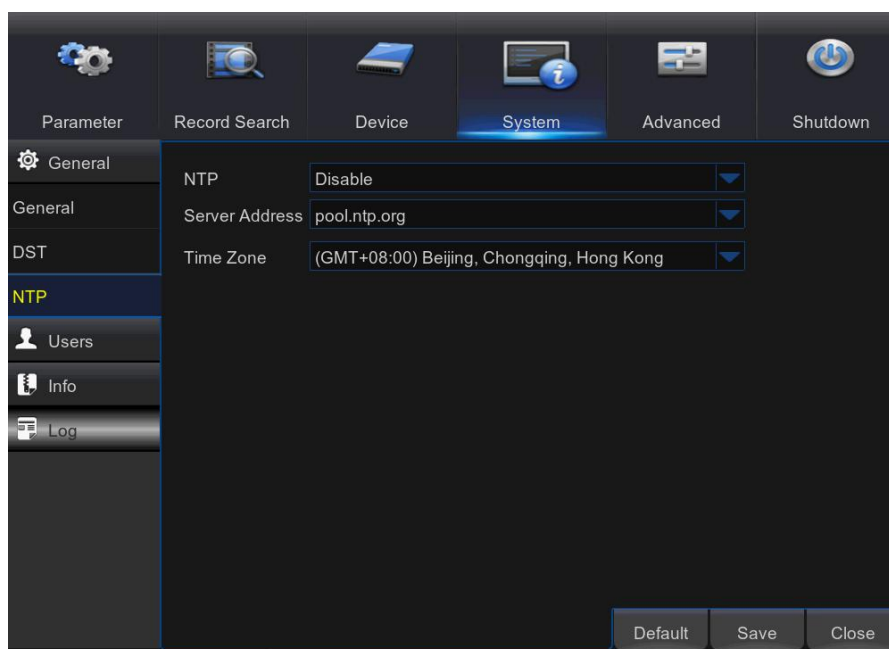 Parameter
Record Search
Device
System
Advanced
Shutdown
General
General
DST
NTP
Users
Info
Log
NTP Disable
Server Address pool.ntp.org
Time Zone (GMT+08:00) Beijing, Chongqing, Hong Kong
Default
Save
Close